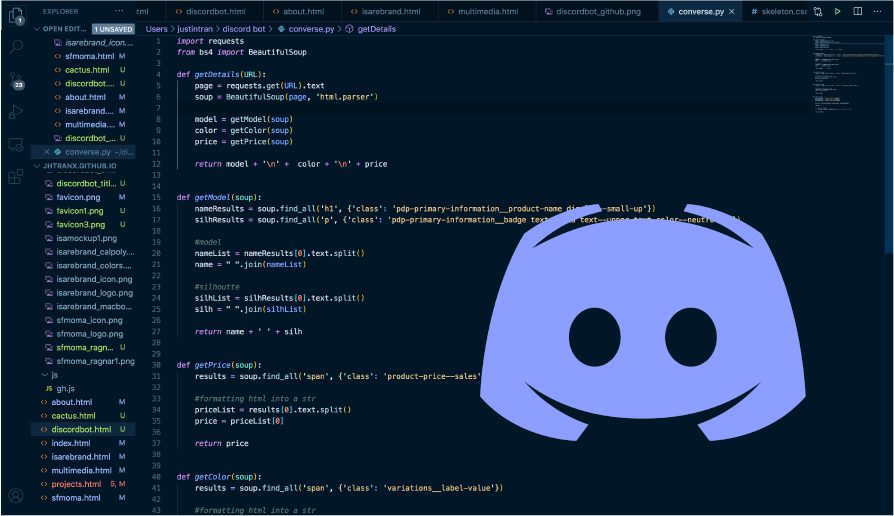 EXPLORER
...
tml
<> discordbot.html
<> about.html
<> isarebrand.html
<> multimedia.html
discordbot_github.png
converse.py ×
# skeleton.css
1
23
OPEN EDIT... 1 UNSAVED
isarebrand_icon....
<> sfmoma.html M
<> cactus.html U
<> discordbot.... U
<> about.html M
<> isarebrand.... M
<> multimedia.... M
discordbot_... U
× converse.py ~/di...
JHTRANX.GITHUB.IO
discordbot_titl... U
favicon.png M
favicon1.png U
favicon3.png U
isamockup1.png
isarebrand_calpoly...
isarebrand_colors....
isarebrand_icon.png
isarebrand_logo.png
isarebrand_macbo...
sfmoma_icon.png
sfmoma_logo.png
sfmoma_ragn... U
sfmoma_ragnar1.png
js
JS gh.js
<> about.html M
<> cactus.html U
<> discordbot.html U
<> index.html M
<> isarebrand.html M
<> multimedia.html M
<> projects.html 5, M
<> sfmoma.html M
Users > justintran > discord bot > converse.py > getDetails
1 import requests
2 from bs4 import BeautifulSoup
3
4 def getDetails(URL):
5 page = requests.get(URL).text
6 soup = BeautifulSoup(page, 'html.parser')
7
8 model = getModel(soup)
9 color = getColor(soup)
10 price = getPrice(soup)
11
12 return model + '\n' + color + '\n' + price
13
14
15 def getModel(soup):
16 nameResults = soup.find_all('h1', {'class': 'pdp-primary-information__product-name small-up'})
17 silhResults = soup.find_all('p', {'class': 'pdp-primary-information__badge
18
19 #model
20 nameList = nameResults[0].text.split()
21 name = " ".join(nameList)
22
23 #silhoutte
24 silhList = silhResults[0].text.split()
25 silh = " ".join(silhList)
26
27 return name + ' ' + silh
28
29
30 def getPrice(soup):
31 results = soup.find_all('span', {'class': 'product-price--sales'
32
33 #formatting html into a str
34 priceList = results[0].text.split()
35 price = priceList[0]
36
37 return price
38
39
40 def getColor(soup):
41 results = soup.find_all('span', {'class': 'variations__label-value'})
42
43 #formatting html into a str